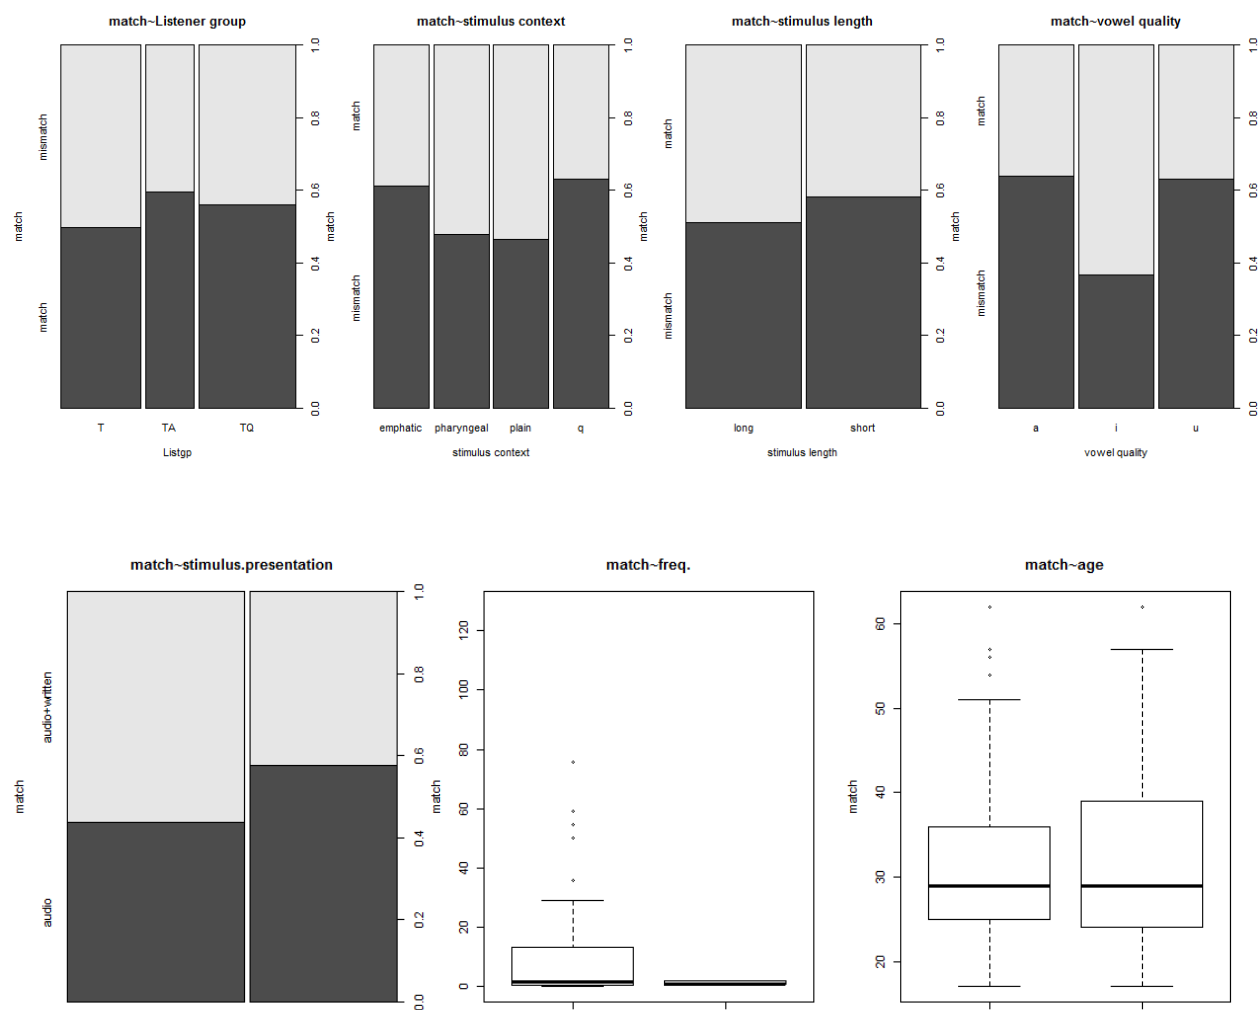 match~Listener group
match
mismatch
match
T TA TQ
Listgp
0.0 0.2 0.4 0.6 0.8 1.0
match~stimulus context
match
match
mismatch
emphatic pharyngeal plain q
stimulus context
0.0 0.2 0.4 0.6 0.8 1.0
match~stimulus length
match
match
mismatch
long short
stimulus length
0.0 0.2 0.4 0.6 0.8 1.0
match~vowel quality
match
match
mismatch
a i u
vowel quality
0.0 0.2 0.4 0.6 0.8 1.0
match~stimulus.presentation
match
audio+written
audio
0.0 0.2 0.4 0.6 0.8 1.0
match~freq.
match
0 20 40 60 80 100 120
match~age
match
20 30 40 50 60